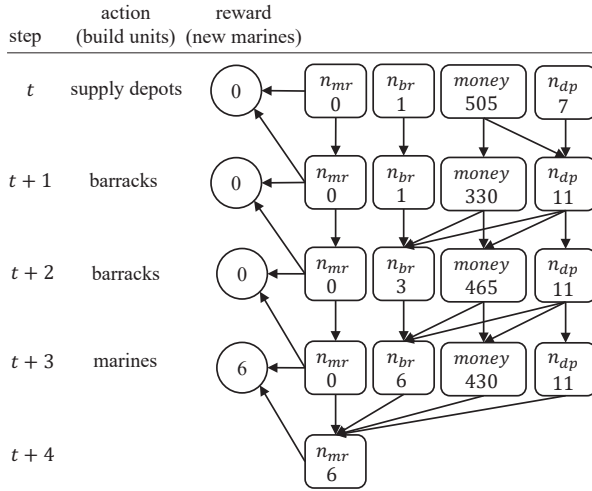 action reward
step (build units) (new marines)
t supply depots 0 n_mr n_br money n_dp
0 1 505 7
t + 1 barracks 0 n_mr n_br money n_dp
0 1 330 11
t + 2 barracks 0 n_mr n_br money n_dp
0 3 465 11
t + 3 marines 6 n_mr n_br money n_dp
0 6 430 11
t + 4 n_mr
6